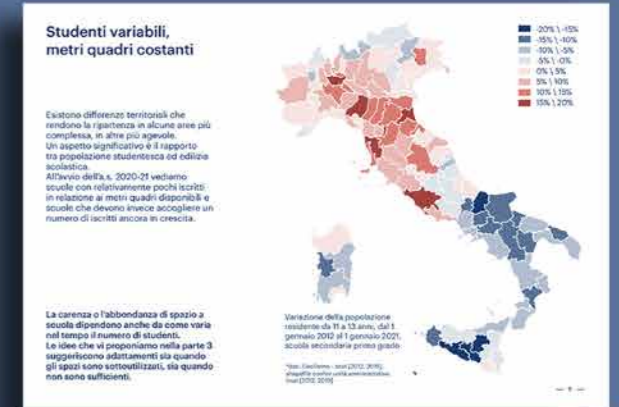 Studenti variabili,
metri quadri costanti
Esistono differenze territoriali che
rendono la ripartenza in alcune aree più
complessa, in altre più agevole.
Un aspetto significativo è il rapporto
tra popolazione studentesca ed edilizia
scolastica.
All'avvio dell'a.s. 2020-21 vediamo
scuole con relativamente pochi iscritti
in relazione ai metri quadri disponibili e
scuole che devono invece accogliere un
numero di iscritti ancora in crescita.
La carenza o l'abbondanza di spazio a
scuola dipendono anche da come varia
nel tempo il numero di studenti.
Le idee che vi proponiamo nella parte 3
suggeriscono adattamenti sia quando
gli spazi sono sottoutilizzati, sia quando
non sono sufficienti.
-20% \ -15%
-15% \ -10%
-10% \ -5%
-5% \ -0%
0% \ 5%
5% \ 10%
10% \ 15%
15% \ 20%
Variazione della popolazione
residente da 11 a 13 anni, dal 1
gennaio 2012 al 1 gennaio 2021,
scuola secondaria primo grado.